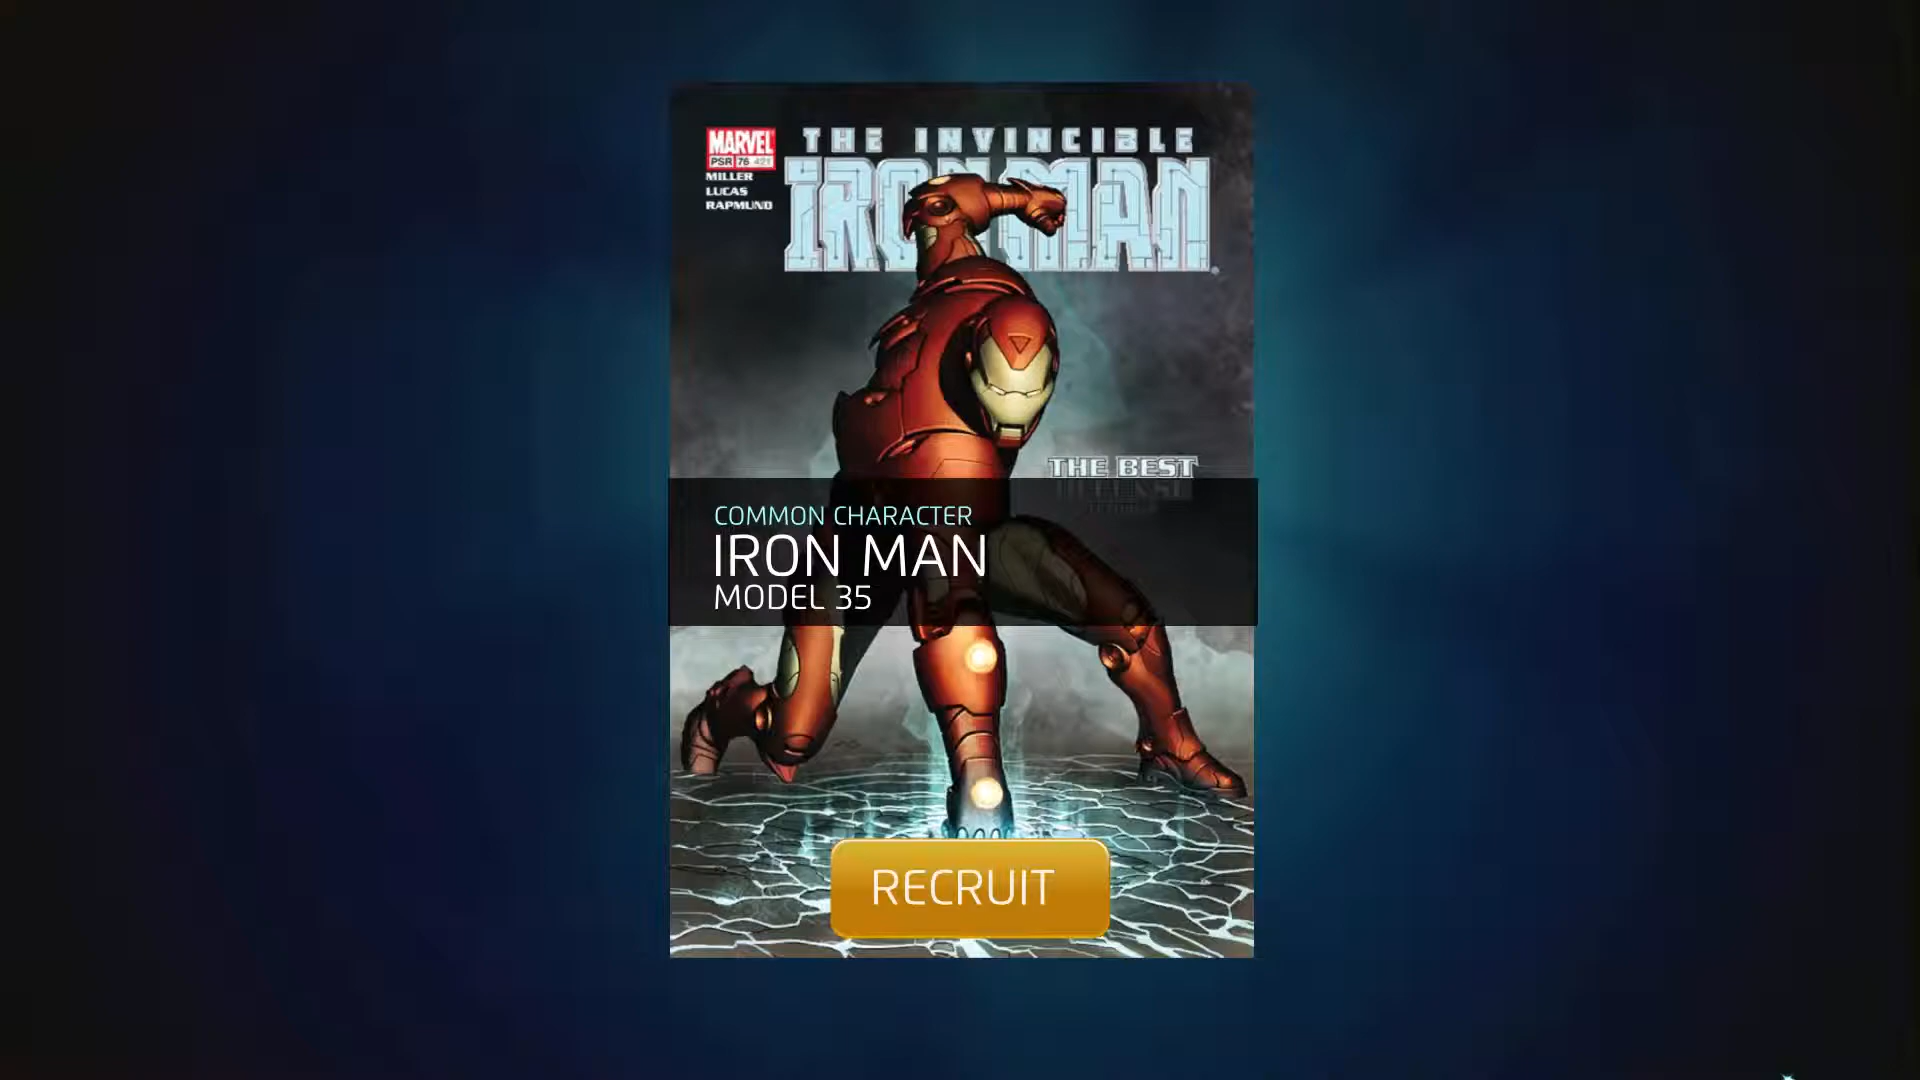 MARVEL
PSR 76 421
MILLER
LUCAS
RAPMUND
THE INVINCIBLE
IRON MAN
THE BEST
COMMON CHARACTER
IRON MAN
MODEL 35
RECRUIT